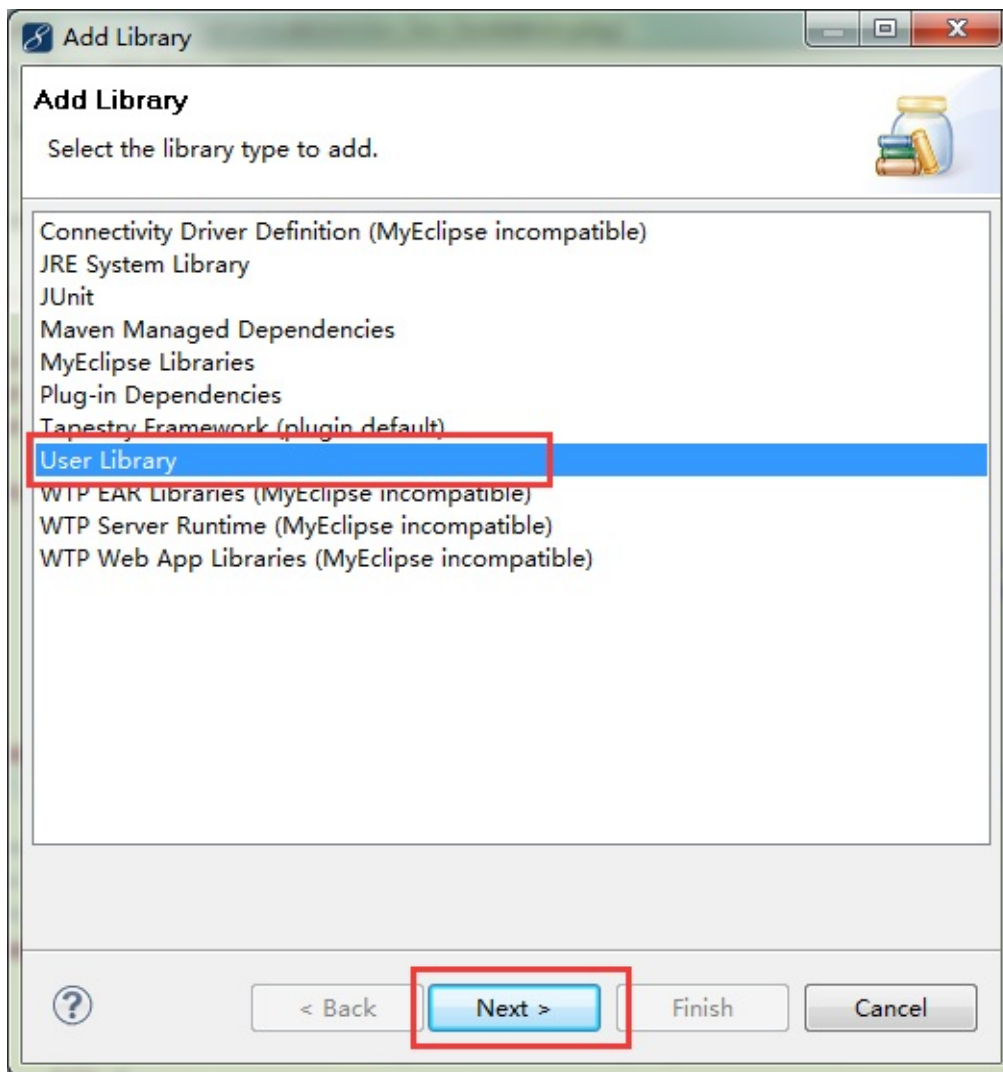 Add Library
Add Library
Select the library type to add.
Connectivity Driver Definition (MyEclipse incompatible)
JRE System Library
JUnit
Maven Managed Dependencies
MyEclipse Libraries
Plug-in Dependencies
Tapestry Framework (plugin default)
User Library
WTP EAR Libraries (MyEclipse incompatible)
WTP Server Runtime (MyEclipse incompatible)
WTP Web App Libraries (MyEclipse incompatible)
? < Back Next > Finish Cancel